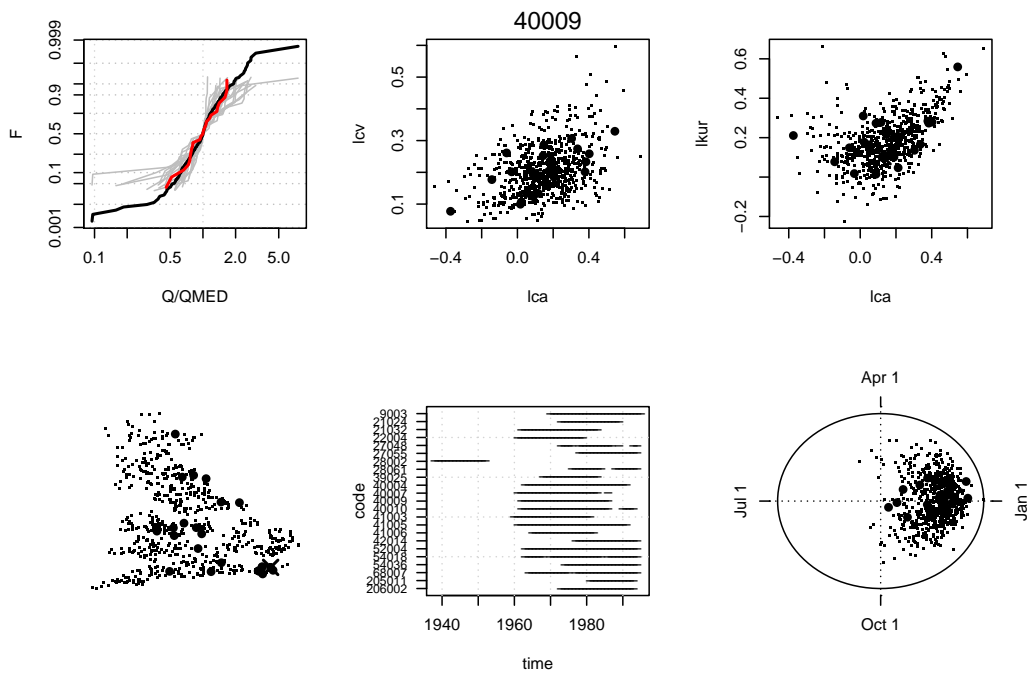 40009
0.999
0.9
0.5
0.1
0.001
F
0.1 0.5 2.0 5.0
Q/QMED
0.5
0.3
0.1
lcv
−0.4 0.0 0.4
lca
0.6
0.4
0.2
−0.2
lkur
−0.4 0.0 0.4
lca
9003
21024
21032
22004
27048
27055
28002
28061
39025
40004
40007
40009
40010
41003
41005
41006
42014
52004
54018
54036
68007
205011
206002
code
1940 1960 1980
time
Apr 1
Jul 1
Jan 1
Oct 1